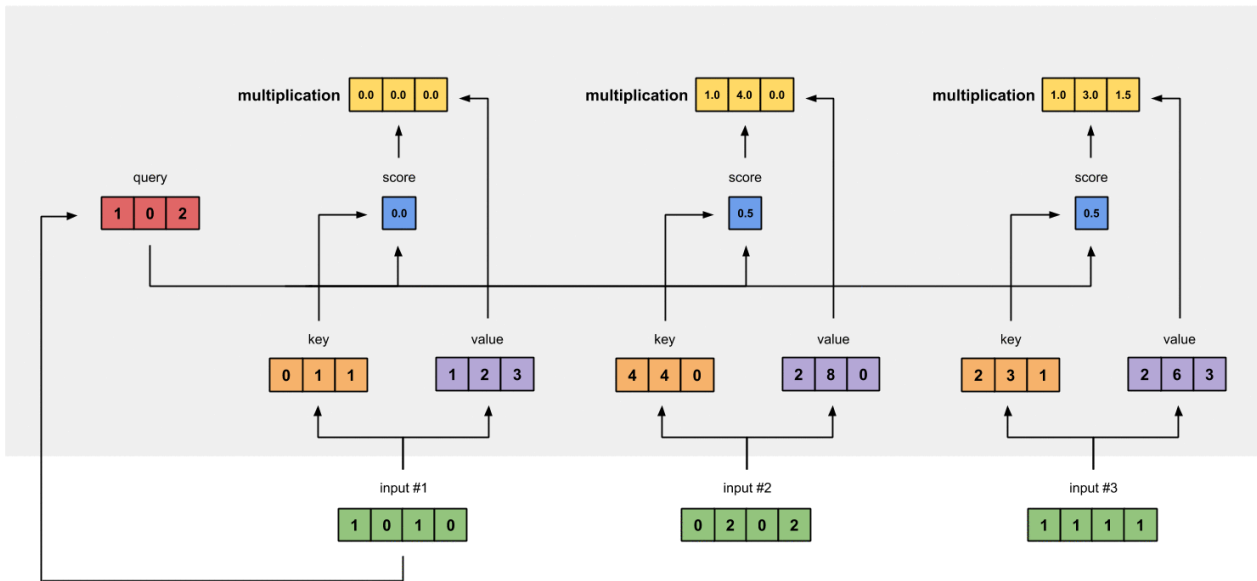 multiplication 0.0 0.0 0.0 multiplication 1.0 4.0 0.0 multiplication 1.0 3.0 1.5
query score score score
1 0 2 0.0 0.5 0.5
key value key value key value
0 1 1 1 2 3 4 4 0 2 8 0 2 3 1 2 6 3
input #1 input #2 input #3
1 0 1 0 0 2 0 2 1 1 1 1